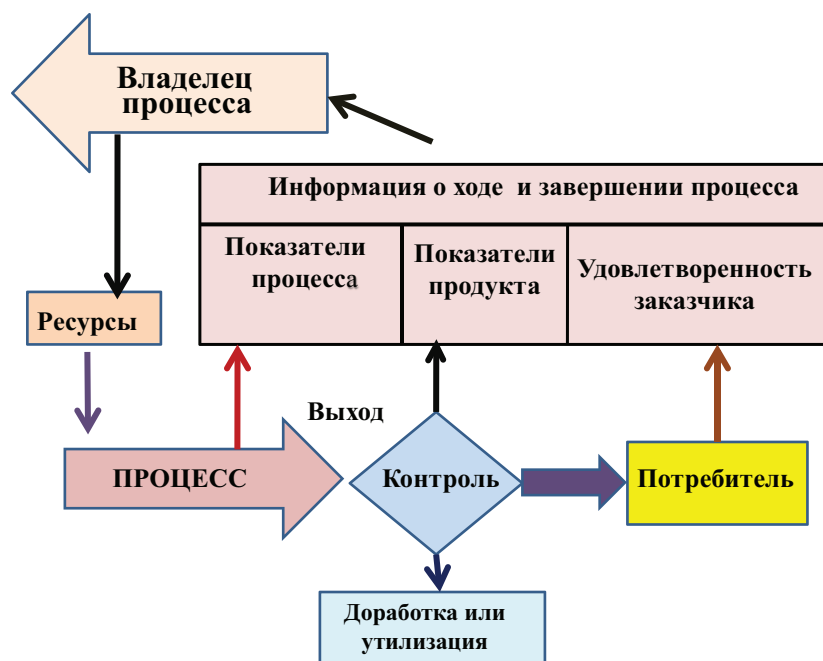 Владелец
процесса
Информация о ходе и завершении процесса
Показатели
процесса
Показатели
продукта
Удовлетворенность
заказчика
Ресурсы
Выход
ПРОЦЕСС
Контроль
Потребитель
Доработка или
утилизация